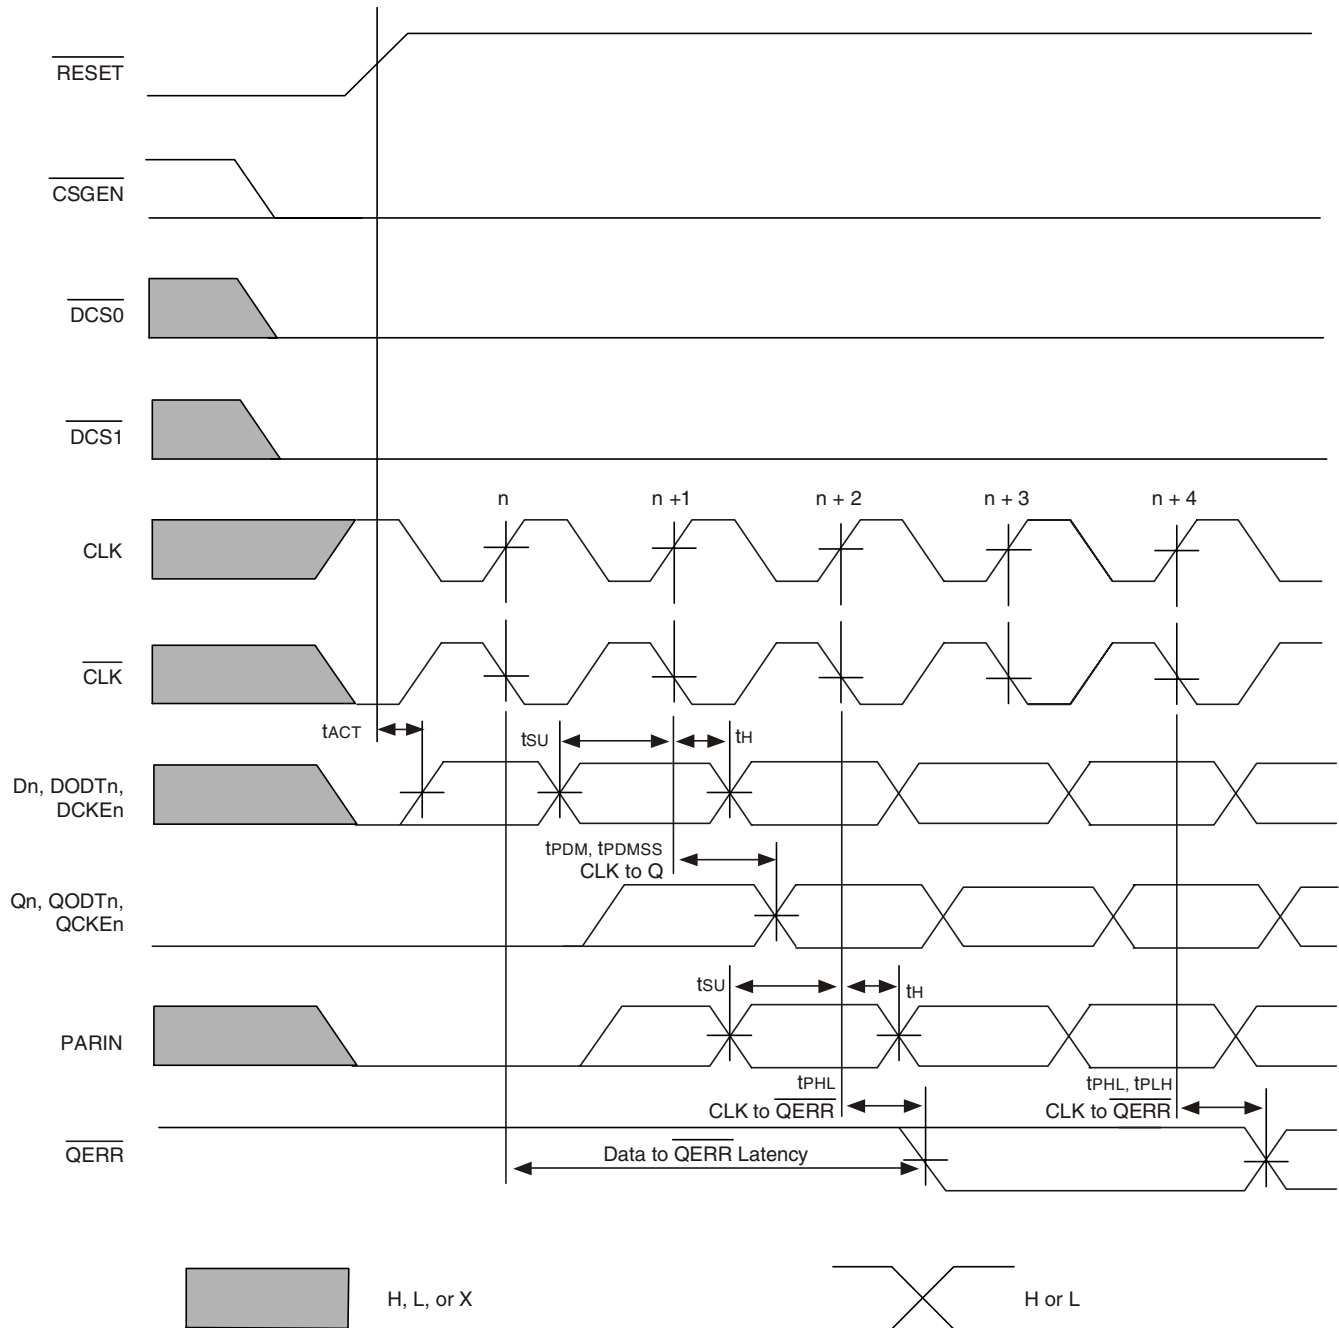 RESET
CSGEN
DCS0
DCS1
n
n +1
n + 2
n + 3
n + 4
CLK
CLK
tACT
tSU
tH
Dn, DODTn,
DCKEn
tPDM, tPDMSS
CLK to Q
Qn, QODTn,
QCKEn
tSU
tH
PARIN
tPHL
CLK to QERR
tPHL, tPLH
CLK to QERR
QERR
Data to QERR Latency
H, L, or X
H or L